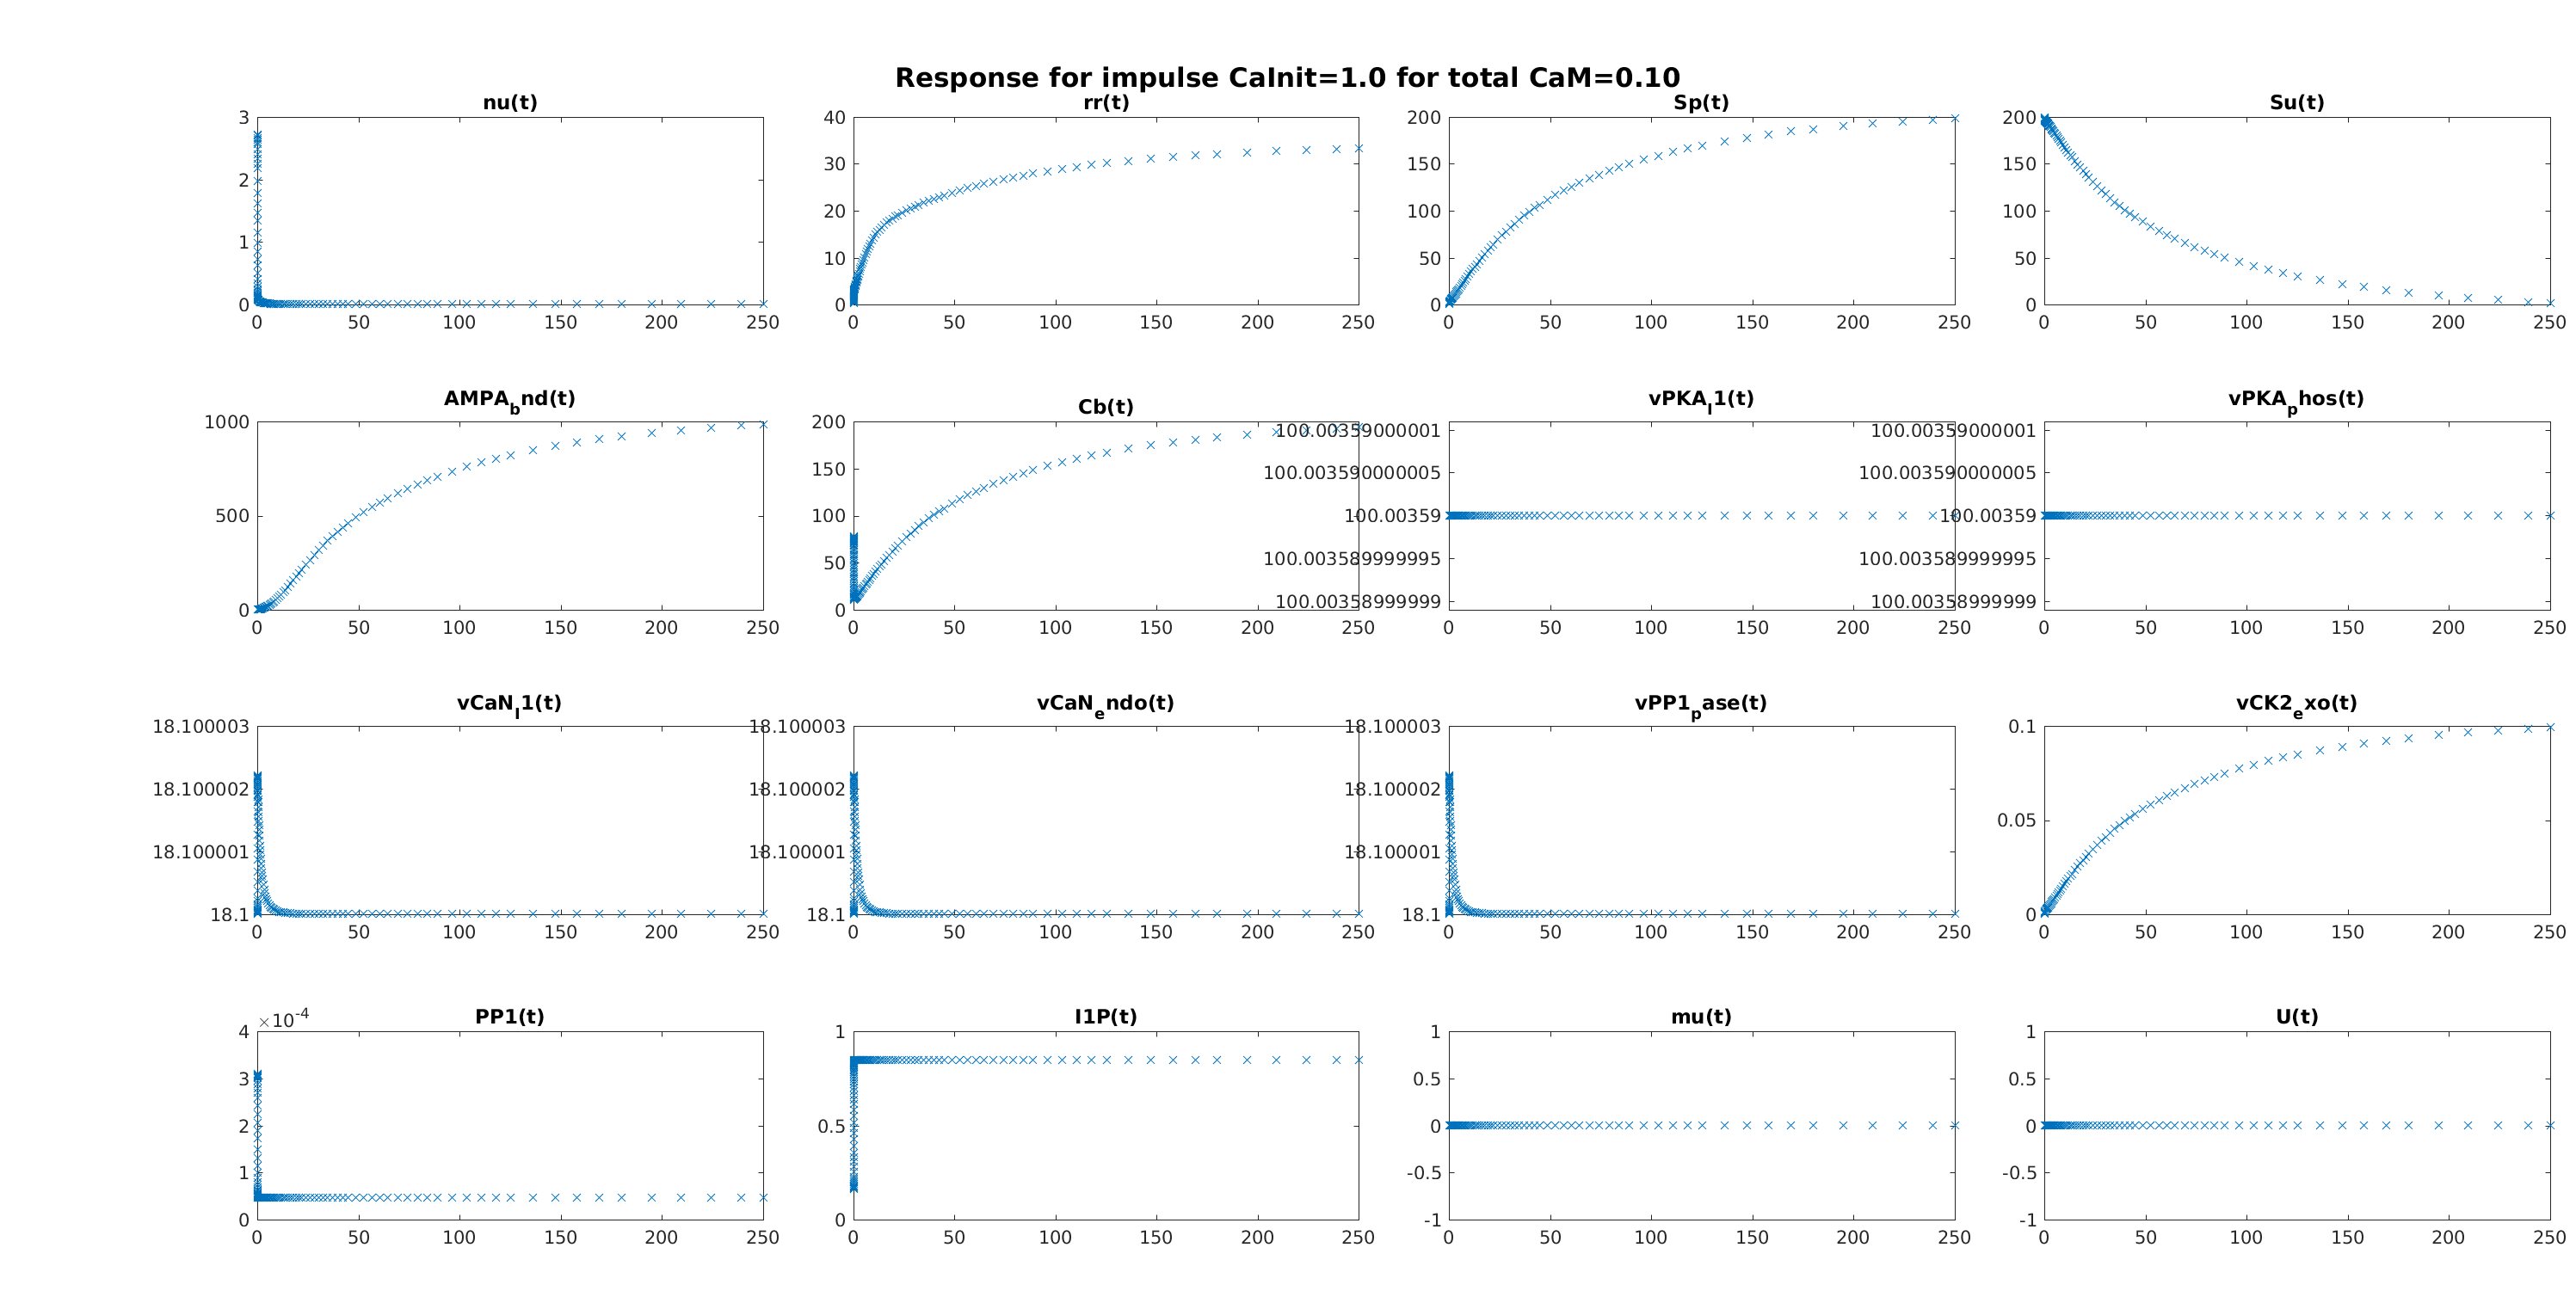 Response for impulse CaInit=1.0 for total CaM=0.10
nu(t)
3
2
1
0
0 50 100 150 200 250
rr(t)
40
30
20
10
0
0 50 100 150 200 250
Sp(t)
200
150
100
50
0
0 50 100 150 200 250
Su(t)
200
150
100
50
0
0 50 100 150 200 250
AMPA_bnd(t)
1000
500
0
0 50 100 150 200 250
Cb(t)
200
150
100
50
0
0 50 100 150 200 250
vPKA_I1(t)
100.00359000001
100.003590000005
100.00359
100.003589999995
100.00358999999
0 50 100 150 200 250
vPKA_phos(t)
100.00359000001
100.003590000005
100.00359
100.003589999995
100.00358999999
0 50 100 150 200 250
vCaN_I1(t)
18.100003
18.100002
18.100001
18.1
0 50 100 150 200 250
vCaN_endo(t)
18.100003
18.100002
18.100001
18.1
0 50 100 150 200 250
vPP1_pase(t)
18.100003
18.100002
18.100001
18.1
0 50 100 150 200 250
vCK2_exo(t)
0.1
0.05
0
0 50 100 150 200 250
PP1(t)
×10-4
4
3
2
1
0
0 50 100 150 200 250
I1P(t)
1
0.5
0
0 50 100 150 200 250
mu(t)
1
0.5
0
-0.5
-1
0 50 100 150 200 250
U(t)
1
0.5
0
-0.5
-1
0 50 100 150 200 250